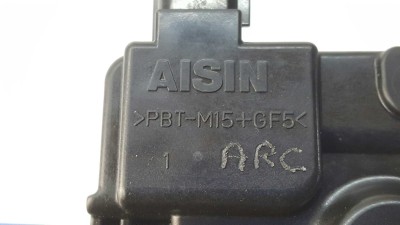 AISIN
>PBT-M15+GF5<
1 ARC